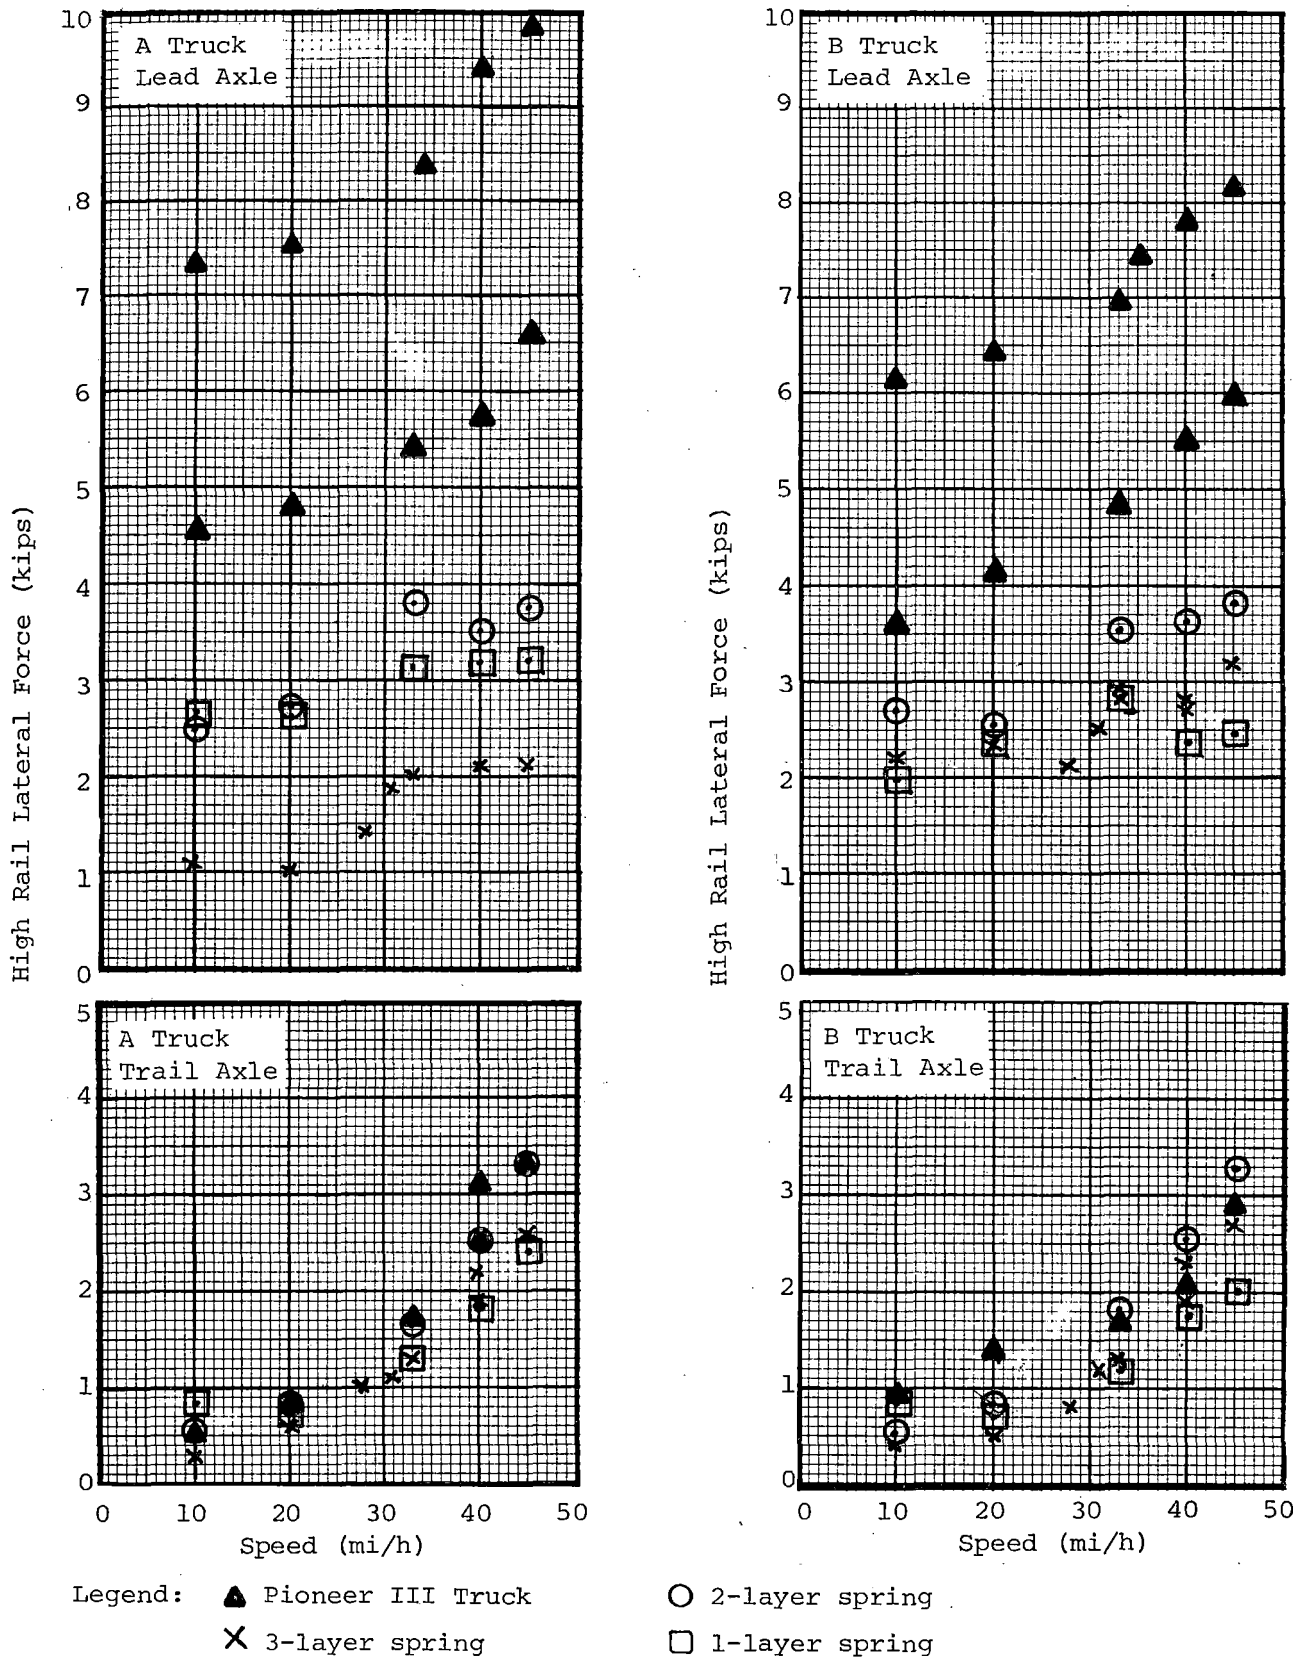 A Truck
Lead Axle
10
9
8
7
6
5
4
3
2
1
0
High Rail Lateral Force (kips)
B Truck
Lead Axle
10
9
8
7
6
5
4
3
2
1
0
High Rail Lateral Force (kips)
A Truck
Trail Axle
5
4
3
2
1
0
0 10 20 30 40 50
Speed (mi/h)
B Truck
Trail Axle
5
4
3
2
1
0
0 10 20 30 40 50
Speed (mi/h)
Legend:
Pioneer III Truck
2-layer spring
3-layer spring
1-layer spring